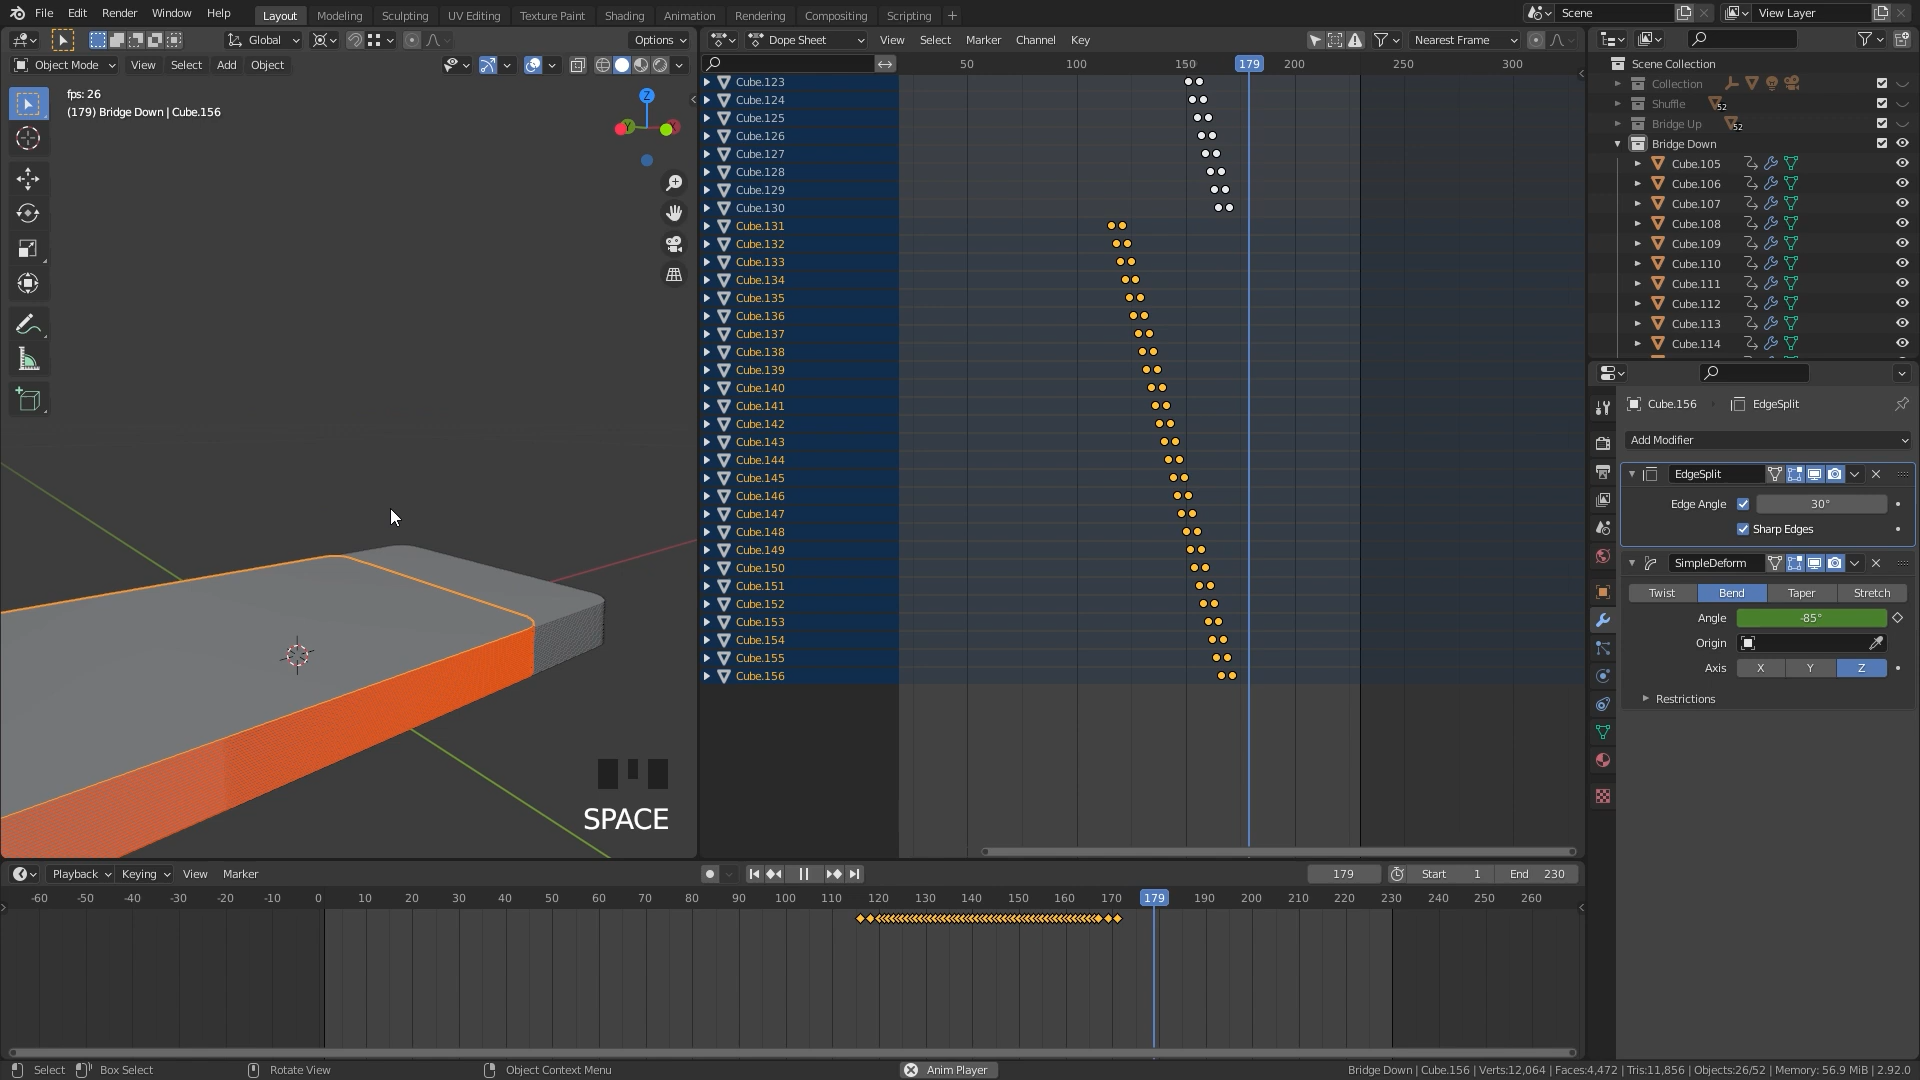 File Edit Render Window Help Layout Modeling Sculpting UV Editing Texture Paint Shading Animation Rendering Compositing Scripting + Scene View Layer
Global Options Dope Sheet View Select Marker Channel Key Nearest Frame
Object Mode View Select Add Object 50 100 150 179 200 250 300 Scene Collection
fps: 26
(179) Bridge Down | Cube.156
Collection
Shuffle 52
Bridge Up 52
Bridge Down
Cube.105
Cube.106
Cube.107
Cube.108
Cube.109
Cube.110
Cube.111
Cube.112
Cube.113
Cube.114
Z
Y
X
Cube.123
Cube.124
Cube.125
Cube.126
Cube.127
Cube.128
Cube.129
Cube.130
Cube.131
Cube.132
Cube.133
Cube.134
Cube.135
Cube.136
Cube.137
Cube.138
Cube.139
Cube.140
Cube.141
Cube.142
Cube.143
Cube.144
Cube.145
Cube.146
Cube.147
Cube.148
Cube.149
Cube.150
Cube.151
Cube.152
Cube.153
Cube.154
Cube.155
Cube.156
Cube.156 EdgeSplit
Add Modifier
EdgeSplit
Edge Angle 30°
Sharp Edges
SimpleDeform
Twist Bend Taper Stretch
Angle -85°
Origin
Axis X Y Z
Restrictions
SPACE
Playback Keying View Marker 179 Start 1 End 230
-60 -50 -40 -30 -20 -10 0 10 20 30 40 50 60 70 80 90 100 110 120 130 140 150 160 170 179 190 200 210 220 230 240 250 260
Select Box Select Rotate View Object Context Menu Anim Player Bridge Down | Cube.156 | Verts:12,064 | Faces:4,472 | Tris:11,856 | Objects:26/52 | Memory: 56.9 MiB | 2.92.0